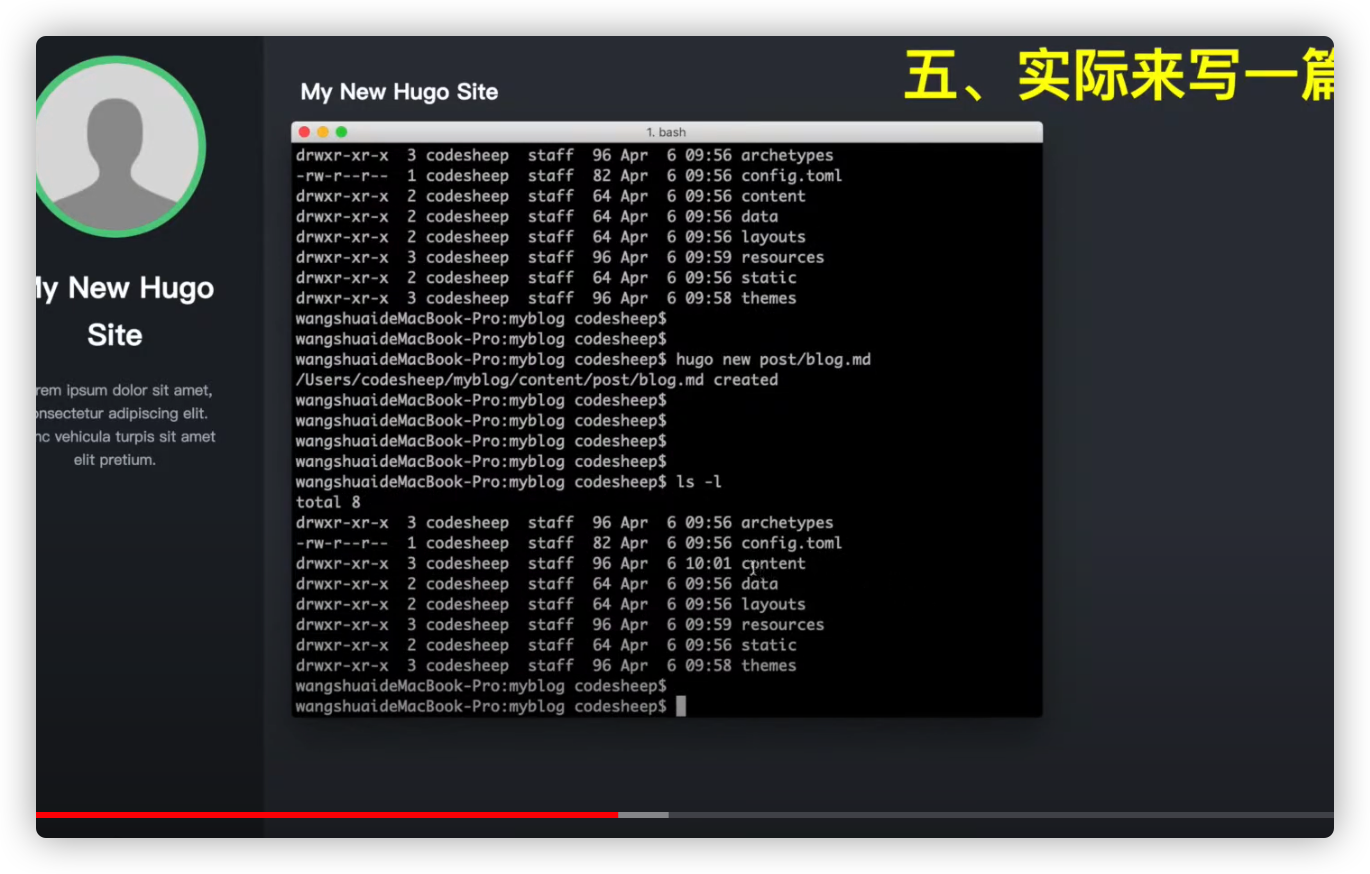 五、实际来写一篇
My New Hugo Site
1. bash
drwxr-xr-x  3 codesheep  staff  96 Apr  6 09:56 archetypes
-rw-r--r--  1 codesheep  staff  82 Apr  6 09:56 config.toml
drwxr-xr-x  2 codesheep  staff  64 Apr  6 09:56 content
drwxr-xr-x  2 codesheep  staff  64 Apr  6 09:56 data
drwxr-xr-x  2 codesheep  staff  64 Apr  6 09:56 layouts
drwxr-xr-x  3 codesheep  staff  96 Apr  6 09:59 resources
drwxr-xr-x  2 codesheep  staff  64 Apr  6 09:56 static
drwxr-xr-x  3 codesheep  staff  96 Apr  6 09:58 themes
wangshuaideMacBook-Pro:myblog codesheep$
wangshuaideMacBook-Pro:myblog codesheep$
wangshuaideMacBook-Pro:myblog codesheep$ hugo new post/blog.md
/Users/codesheep/myblog/content/post/blog.md created
wangshuaideMacBook-Pro:myblog codesheep$
wangshuaideMacBook-Pro:myblog codesheep$
wangshuaideMacBook-Pro:myblog codesheep$
wangshuaideMacBook-Pro:myblog codesheep$
wangshuaideMacBook-Pro:myblog codesheep$ ls -l
total 8
drwxr-xr-x  3 codesheep  staff  96 Apr  6 09:56 archetypes
-rw-r--r--  1 codesheep  staff  82 Apr  6 09:56 config.toml
drwxr-xr-x  3 codesheep  staff  96 Apr  6 10:01 content
drwxr-xr-x  2 codesheep  staff  64 Apr  6 09:56 data
drwxr-xr-x  2 codesheep  staff  64 Apr  6 09:56 layouts
drwxr-xr-x  3 codesheep  staff  96 Apr  6 09:59 resources
drwxr-xr-x  2 codesheep  staff  64 Apr  6 09:56 static
drwxr-xr-x  3 codesheep  staff  96 Apr  6 09:58 themes
wangshuaideMacBook-Pro:myblog codesheep$
wangshuaideMacBook-Pro:myblog codesheep$
My New Hugo
Site
rem ipsum dolor sit amet,
onsectetur adipiscing elit.
nc vehicula turpis sit amet
elit pretium.